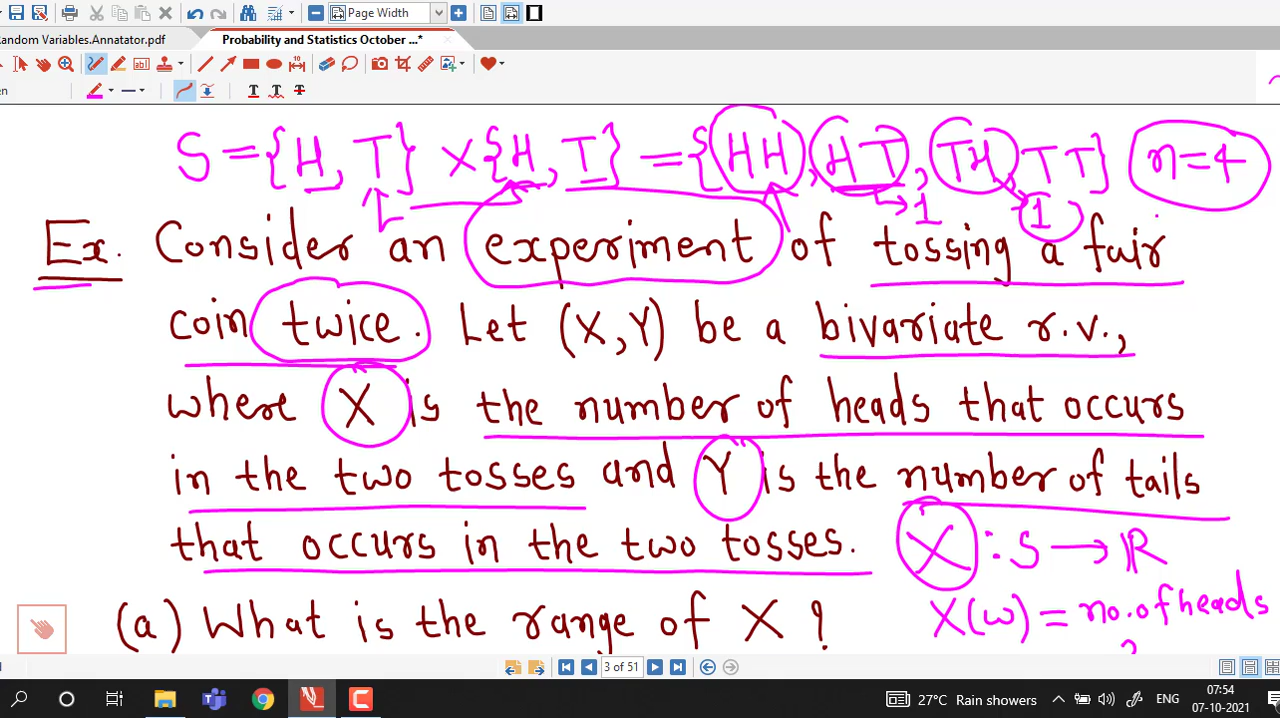 Page Width
Random Variables.Annatator.pdf
Probability and Statistics October ...*
S = {H, T} X {H, T} = {HH, HT, TH, TT} n=4
1
1
Ex. Consider an experiment of tossing a fair
coin twice. Let (X,Y) be a bivariate r.v.,
where X is the number of heads that occurs
in the two tosses and Y is the number of tails
that occurs in the two tosses.
X : S → ℝ
X(w) = no.of heads
(a) What is the range of X ?
3 of 51
27°C Rain showers
ENG
07:54
07-10-2021